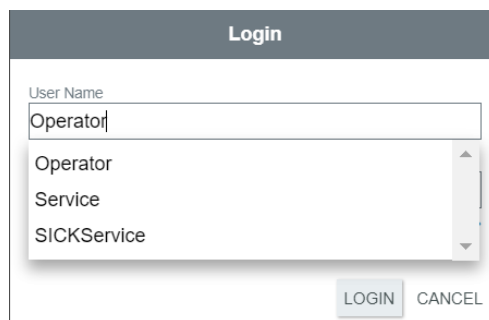 Login
User Name
Operator
Operator
Service
SICKService
LOGIN CANCEL